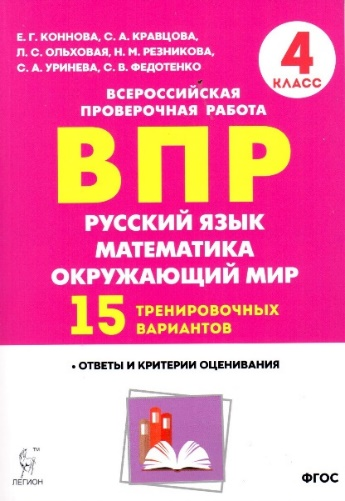 Е. Г. КОННОВА, С. А. КРАВЦОВА,
Л. С. ОЛЬХОВАЯ, Н. М. РЕЗНИКОВА,
С. А. УРИНЕВА, С. В. ФЕДОТЕНКО
4
КЛАСС
ВСЕРОССИЙСКАЯ
ПРОВЕРОЧНАЯ РАБОТА
ВПР
РУССКИЙ ЯЗЫК
МАТЕМАТИКА
ОКРУЖАЮЩИЙ МИР
15 ТРЕНИРОВОЧНЫХ
ВАРИАНТОВ
• ОТВЕТЫ И КРИТЕРИИ ОЦЕНИВАНИЯ
TM
ЛЕГИОН
ФГОС